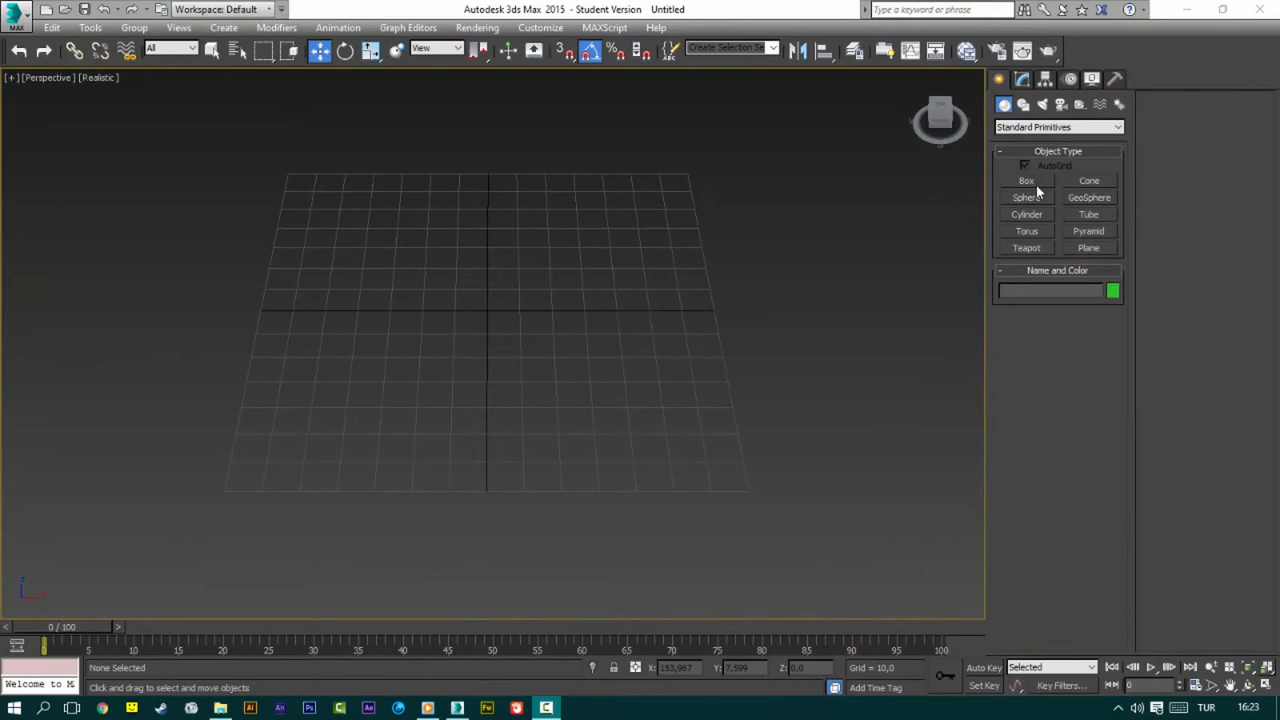 Workspace: Default
Autodesk 3ds Max 2015 - Student Version Untitled
Type a keyword or phrase
MAX
Edit Tools Group Views Create Modifiers Animation Graph Editors Rendering Customize MAXScript Help
All View Create Selection Se
[+] [Perspective] [Realistic]
Standard Primitives
Object Type
AutoGrid
Box Cone
Sphere GeoSphere
Cylinder Tube
Torus Pyramid
Teapot Plane
Name and Color
0 / 100
0 5 10 15 20 25 30 35 40 45 50 55 60 65 70 75 80 85 90 95 100
None Selected X: 153,967 Y: 7,599 Z: 0,0 Grid = 10,0 Auto Key Selected
Welcome to M Click and drag to select and move objects Add Time Tag Set Key Key Filters... 0
TUR 16:23